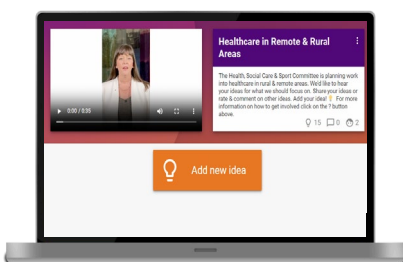 Healthcare in Remote & Rural
Areas
The Health, Social Care & Sport Committee is planning work
into healthcare in rural & remote areas. We'd like to hear
your ideas for what we should focus on. Share your ideas or
rate & comment on other ideas. Add your idea! 💡 For more
information on how to get involved click on the ? button
above.
0:00 / 0:35
15 0 2
Add new idea